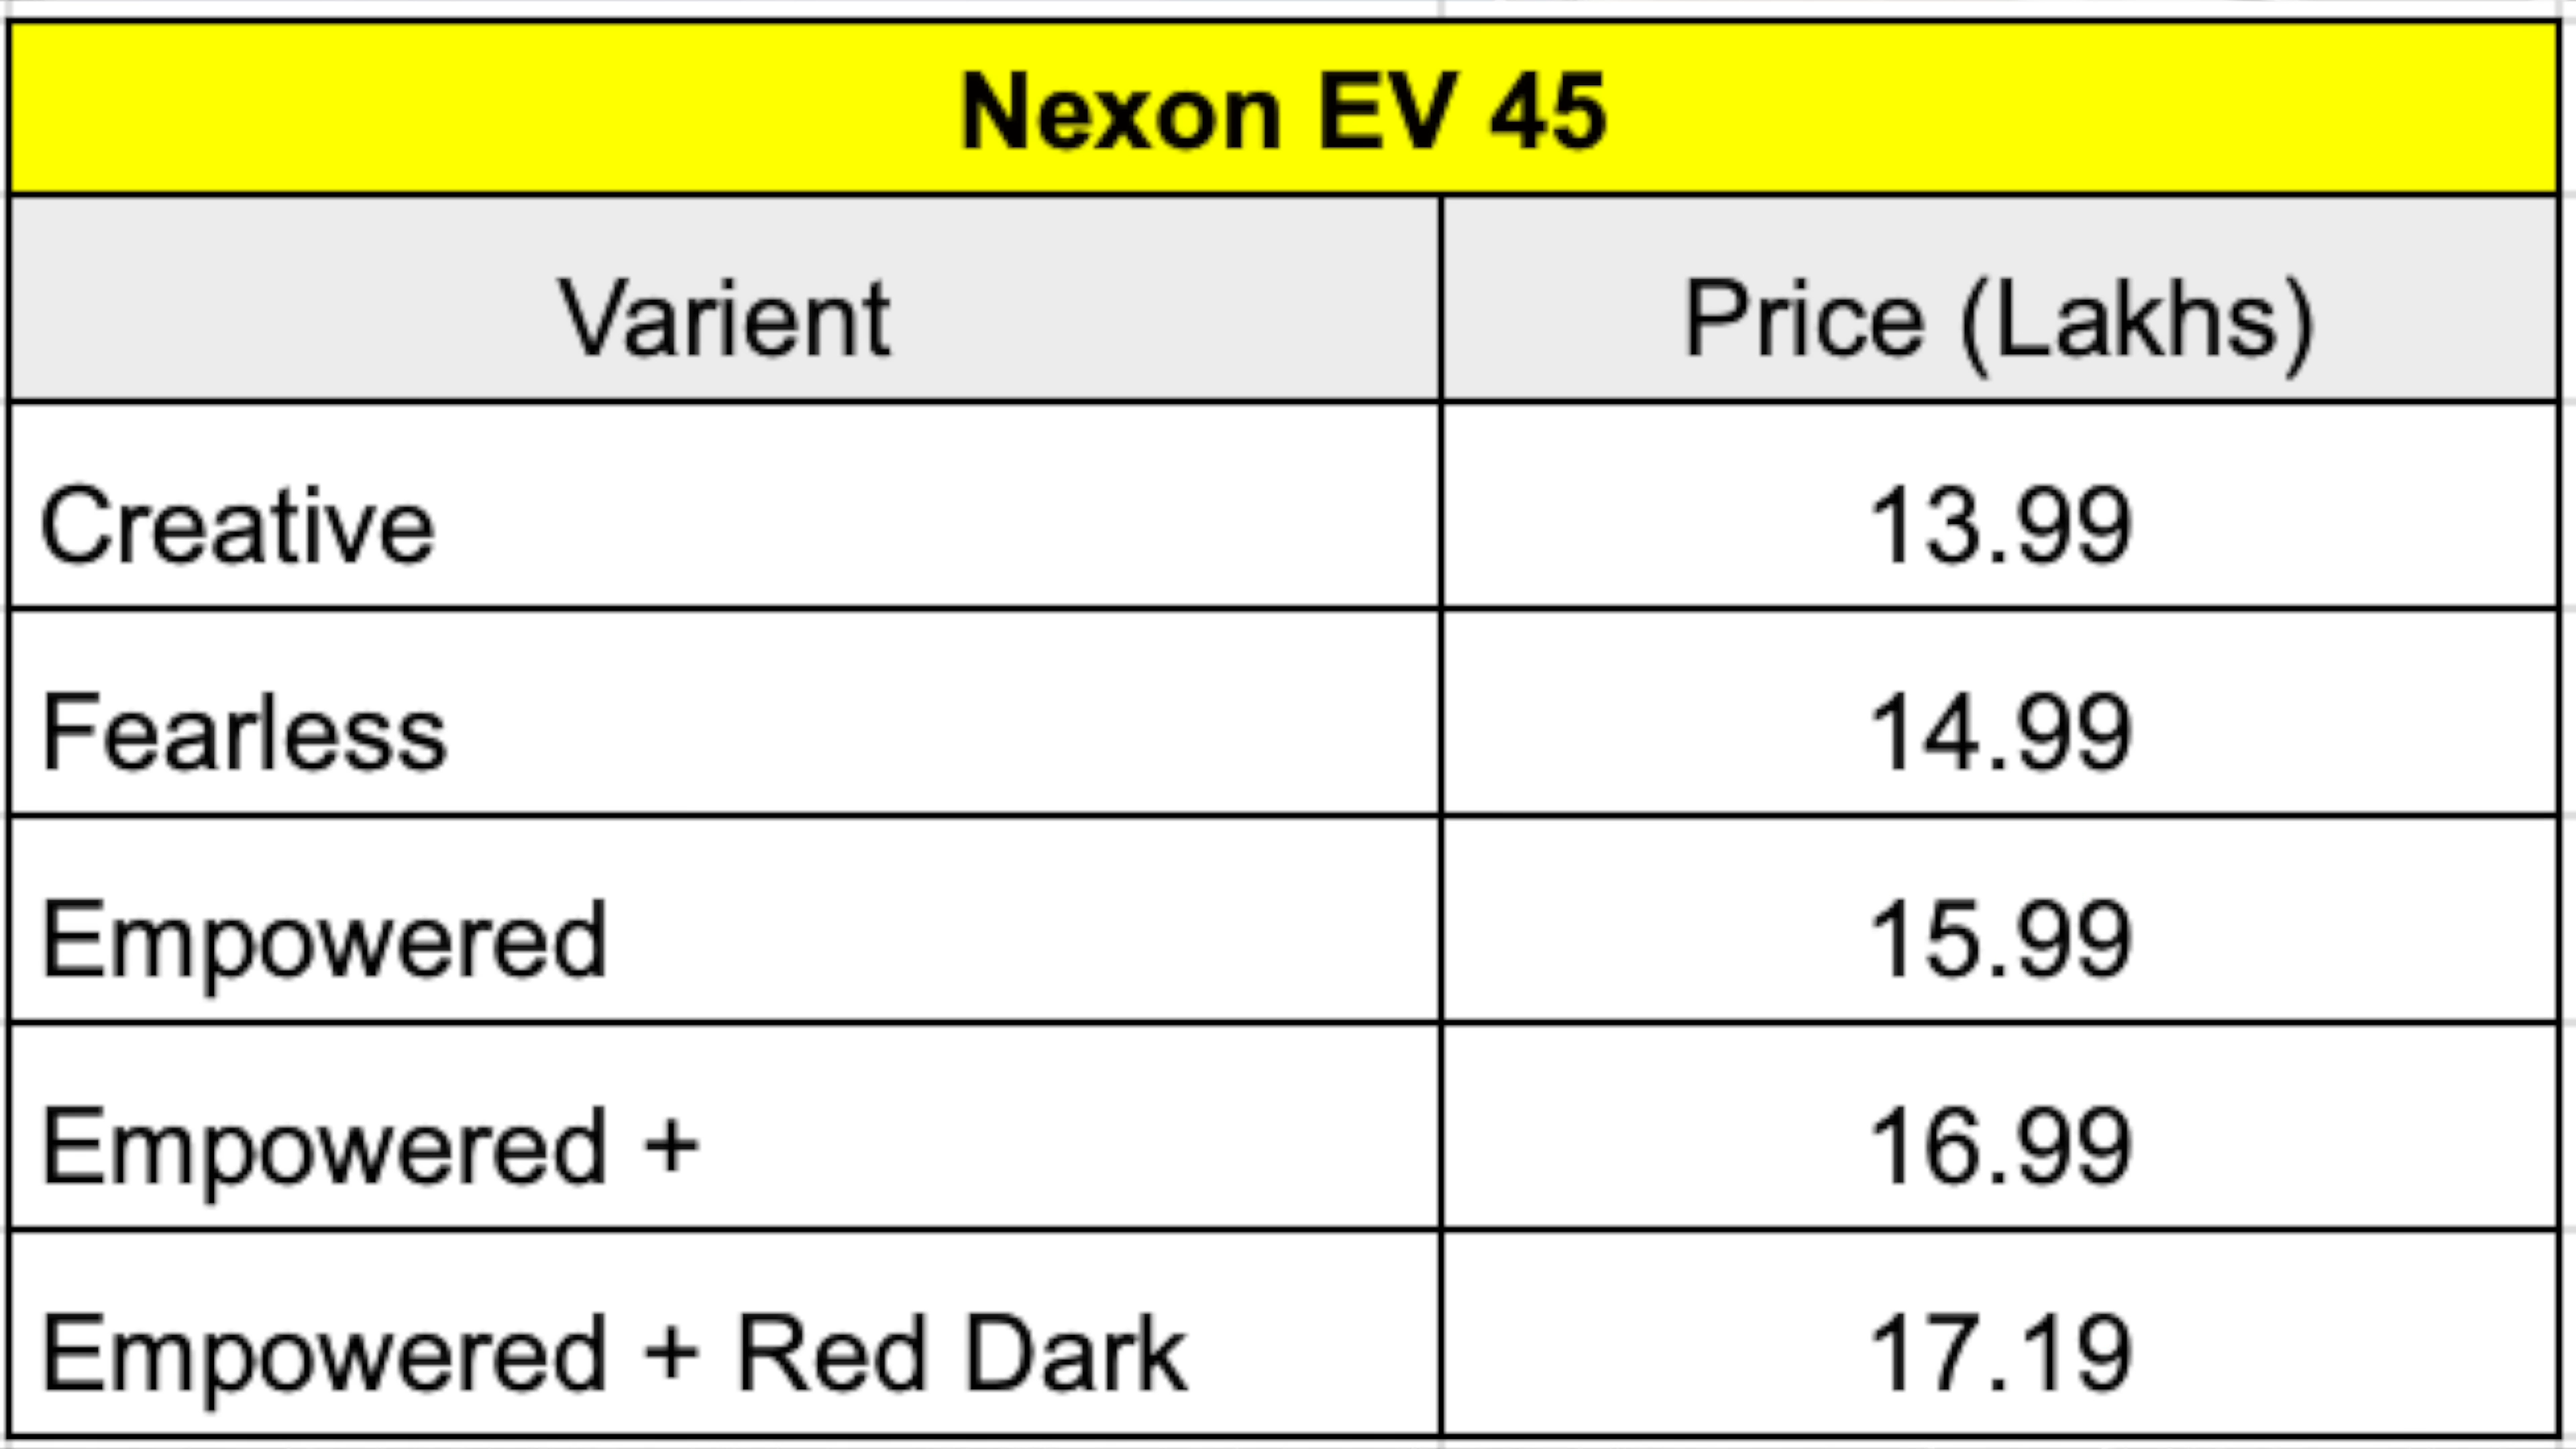 Nexon EV 45
Varient Price (Lakhs)
Creative 13.99
Fearless 14.99
Empowered 15.99
Empowered + 16.99
Empowered + Red Dark 17.19